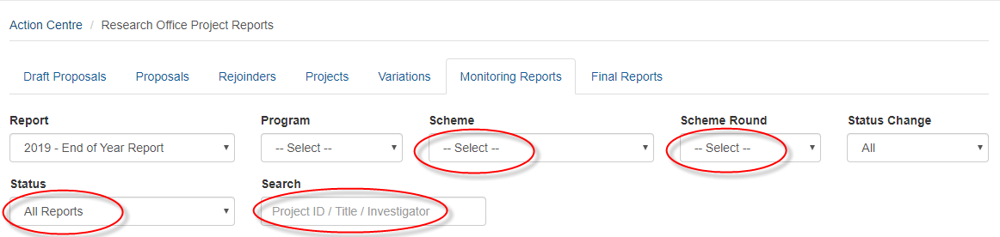 Action Centre / Research Office Project Reports
Draft Proposals Proposals Rejoinders Projects Variations Monitoring Reports Final Reports
Report Program Scheme Scheme Round Status Change
2019 - End of Year Report -- Select -- -- Select -- -- Select -- All
Status Search
All Reports Project ID / Title / Investigator